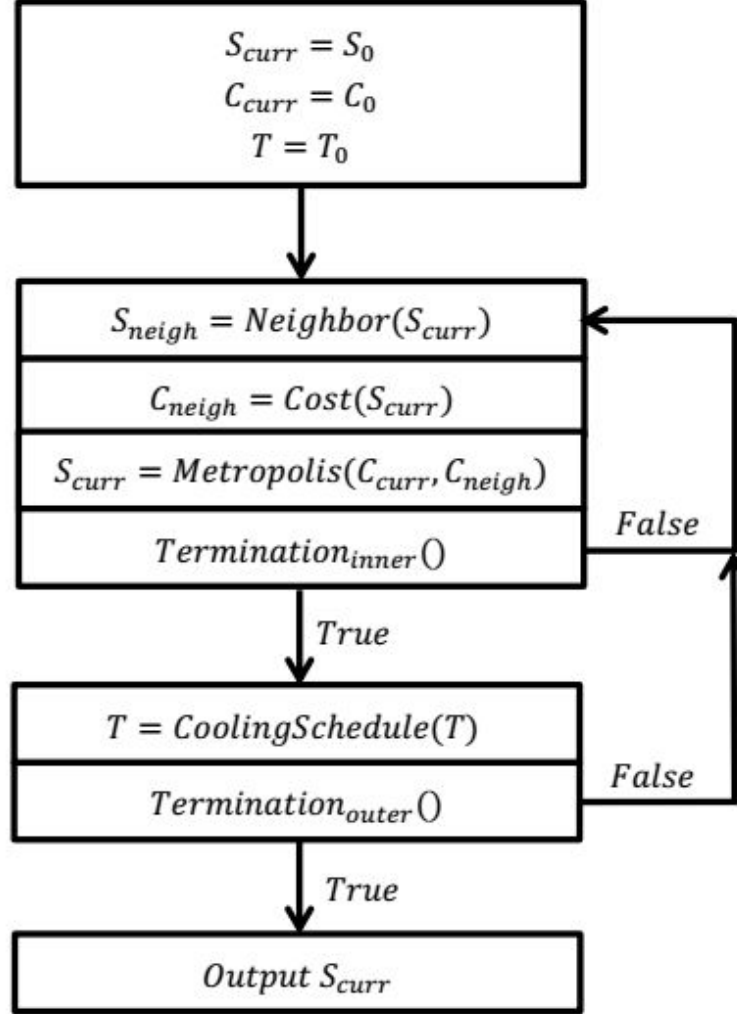 S_curr = S_0
C_curr = C_0
T = T_0
S_neigh = Neighbor(S_curr)
C_neigh = Cost(S_curr)
S_curr = Metropolis(C_curr, C_neigh)
Termination_inner()
False
True
T = CoolingSchedule(T)
Termination_outer()
False
True
Output S_curr